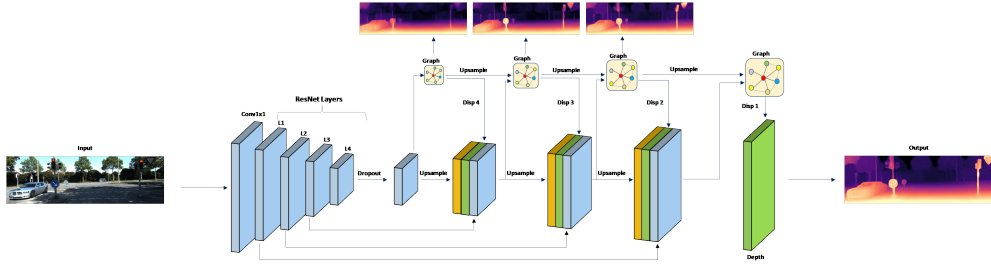 Graph
Graph
Graph
Graph
Upsample
Upsample
Upsample
ResNet Layers
Disp 4
Disp 3
Disp 2
Disp 1
Conv1x1
L1
L2
L3
L4
Input
Output
Dropout
Upsample
Upsample
Upsample
Depth